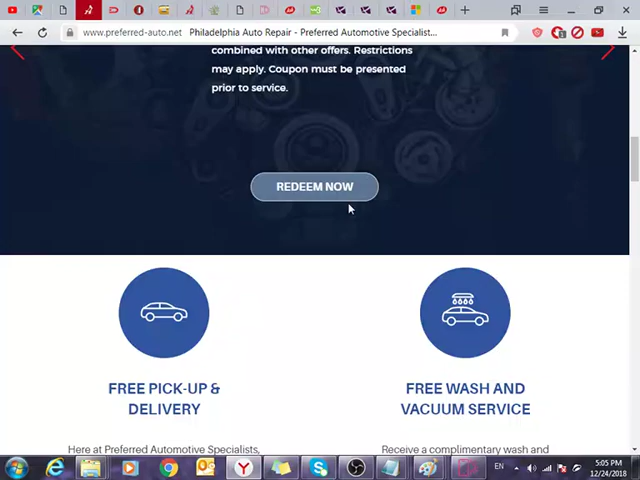 www.preferred-auto.net Philadelphia Auto Repair - Preferred Automotive Specialist...
combined with other offers. Restrictions
may apply. Coupon must be presented
prior to service.
REDEEM NOW
FREE PICK-UP &
DELIVERY
FREE WASH AND
VACUUM SERVICE
Here at Preferred Automotive Specialists,
Receive a complimentary wash and
EN
5:05 PM
12/24/2018